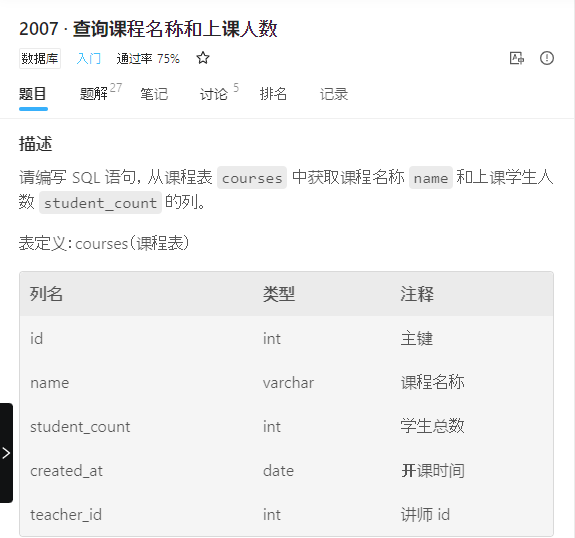 2007 · 查询课程名称和上课人数
数据库 入门 通过率 75%
题目 题解 27 笔记 讨论 5 排名 记录
描述
请编写 SQL 语句，从课程表 courses 中获取课程名称 name 和上课学生人
数 student_count 的列。
表定义：courses（课程表）
列名 类型 注释
id int 主键
name varchar 课程名称
student_count int 学生总数
created_at date 开课时间
teacher_id int 讲师 id